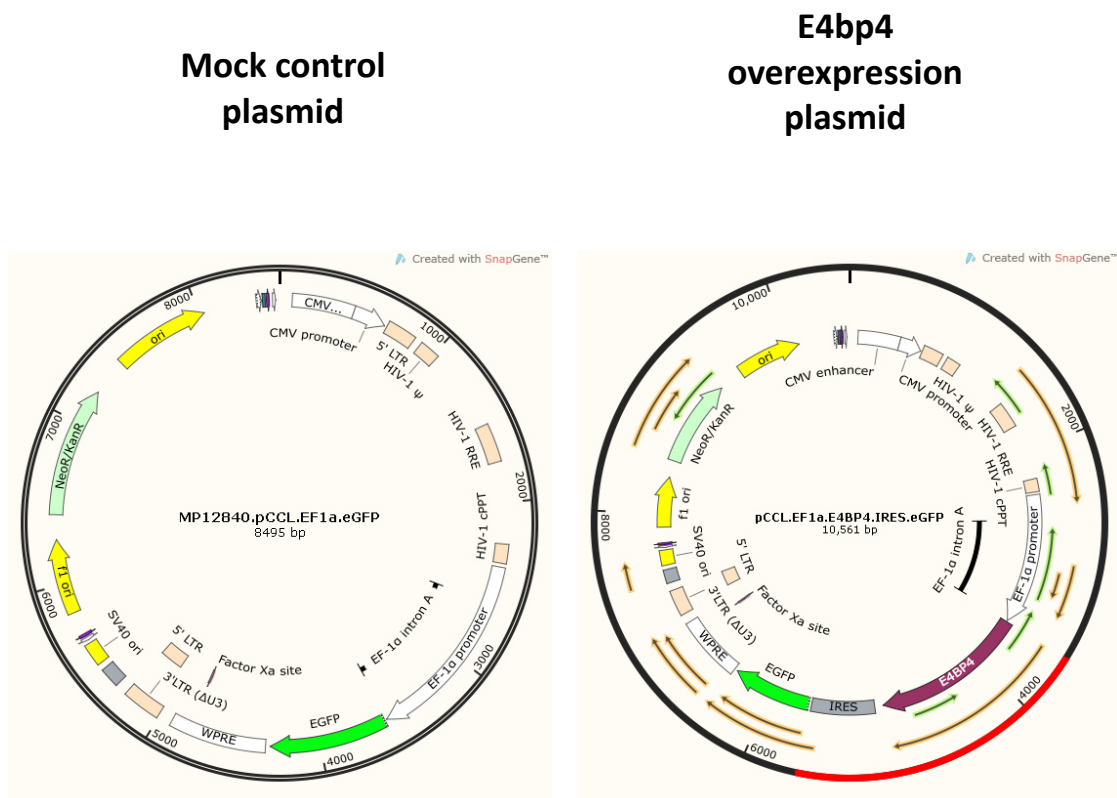 Mock control
plasmid
E4bp4
overexpression
plasmid
Created with SnapGene™
8000
ori
CMV...
CMV promoter
5' LTR
1000
HIV-1 ψ
HIV-1 RRE
2000
HIV-1 cPPT
7000
NeoR/KanR
MP12840.pCCL.EF1a.eGFP
8495 bp
EF-1α intron A
EF-1α promoter
3000
f1 ori
6000
SV40 ori
5' LTR
Factor Xa site
3'LTR (ΔU3)
EGFP
WPRE
5000
4000
Created with SnapGene™
10,000
ori
CMV enhancer
CMV promoter
HIV-1 ψ
HIV-1 RRE
2000
HIV-1 cPPT
NeoR/KanR
8000
f1 ori
pCCL.EF1a.E4BP4.IRES.eGFP
10,561 bp
EF-1α intron A
EF-1α promoter
SV40 ori
5' LTR
Factor Xa site
3'LTR (ΔU3)
WPRE
EGFP
IRES
E4BP4
4000
6000